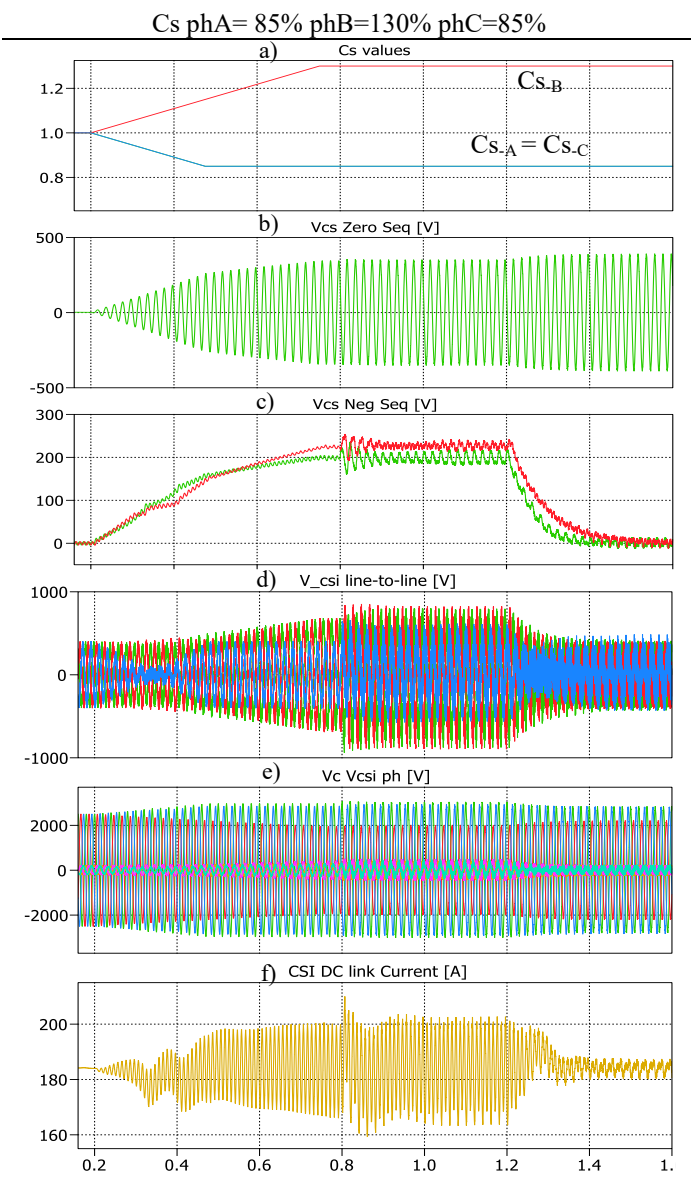 Cs phA= 85% phB=130% phC=85%
a) Cs values
1.2
Cs-B
1.0
Cs-A = Cs-C
0.8
b) Vcs Zero Seq [V]
500
0
-500
c) Vcs Neg Seq [V]
300
200
100
0
d) V_csi line-to-line [V]
1000
0
-1000
e) Vc Vcsi ph [V]
2000
0
-2000
f) CSI DC link Current [A]
200
180
160
0.2 0.4 0.6 0.8 1.0 1.2 1.4 1.